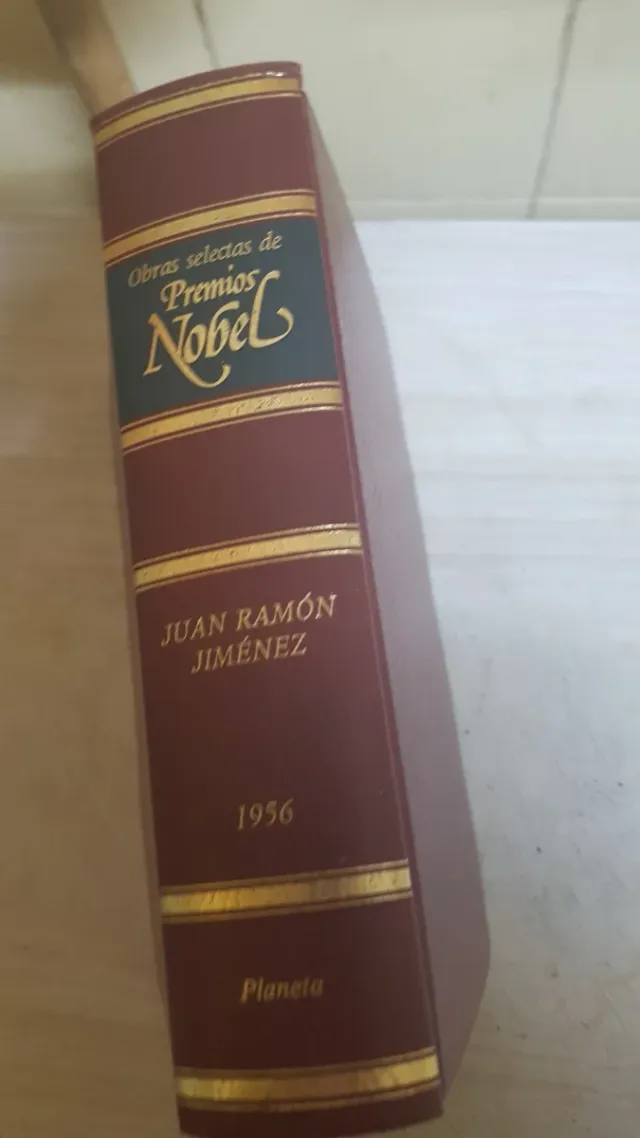 Obras selectas de
Premios
Nobel
JUAN RAMÓN
JIMÉNEZ
1956
Planeta